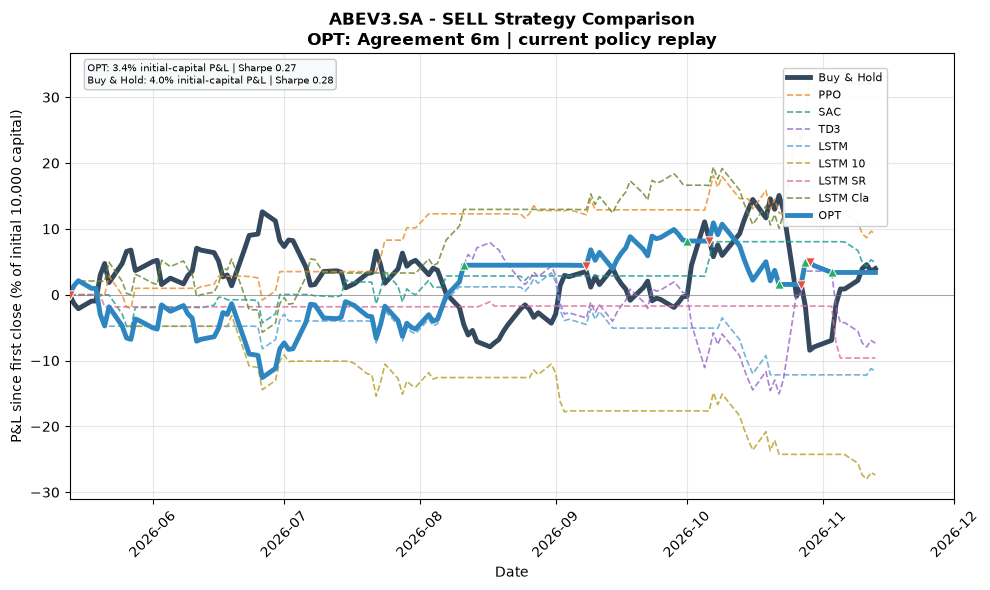 ABEV3.SA - SELL Strategy Comparison
OPT: Agreement 6m | current policy replay
OPT: 3.4% initial-capital P&L | Sharpe 0.27
Buy & Hold: 4.0% initial-capital P&L | Sharpe 0.28
Buy & Hold
PPO
SAC
TD3
LSTM
LSTM 10
LSTM SR
LSTM Cla
OPT
P&L since first close (% of initial 10,000 capital)
30
20
10
0
−10
−20
−30
2026-06
2026-07
2026-08
2026-09
2026-10
2026-11
2026-12
Date